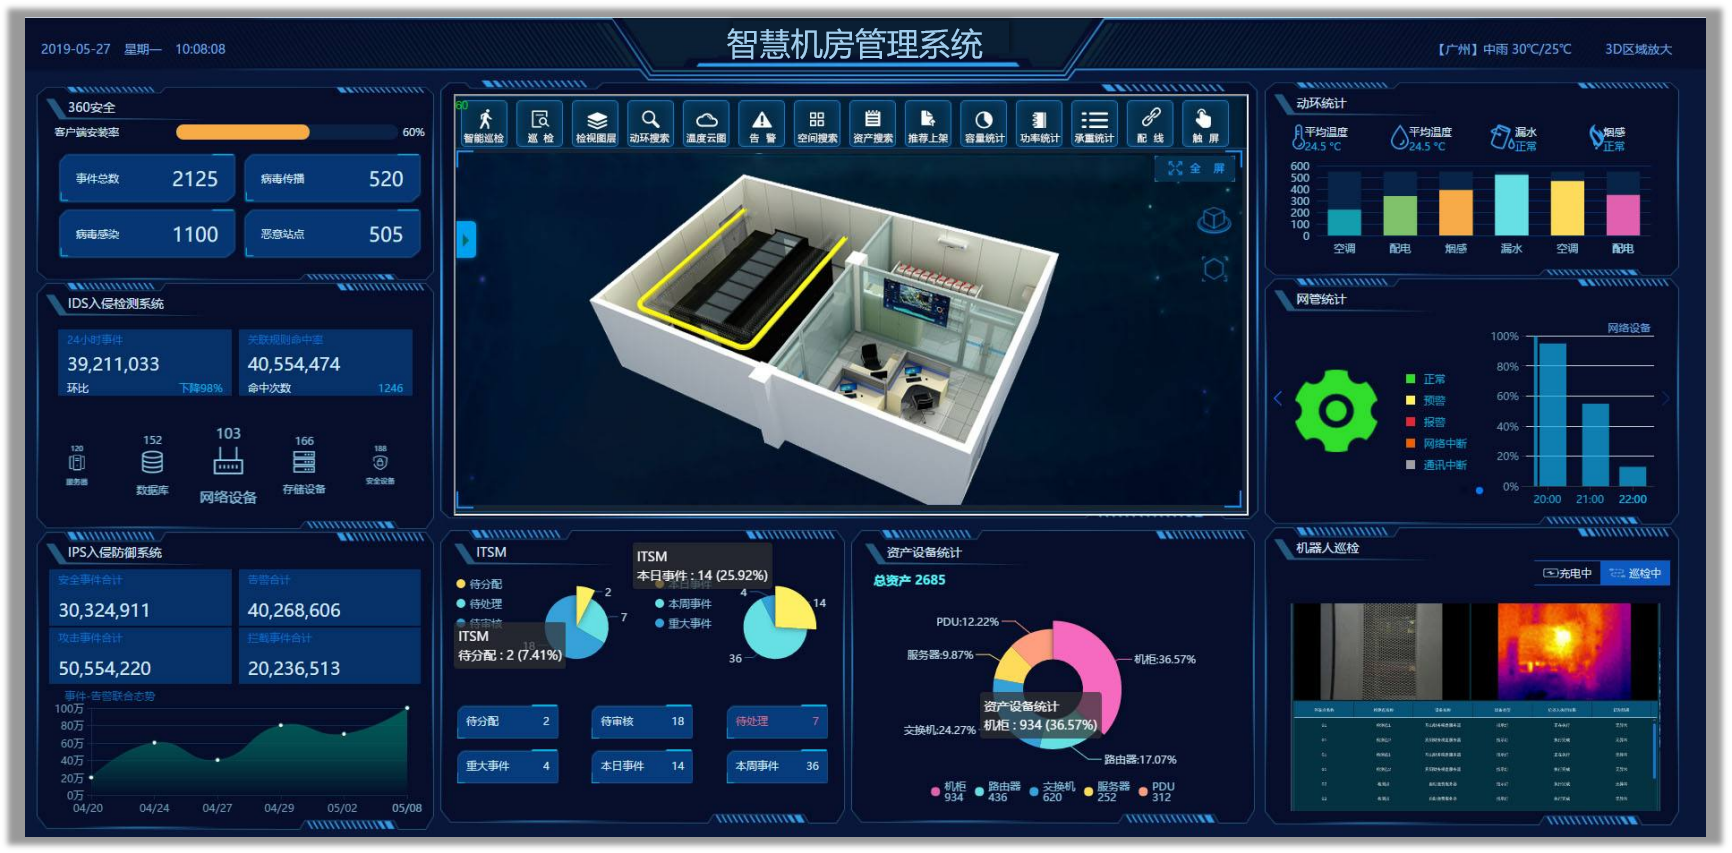 2019-05-27 星期一 10:08:08
智慧机房管理系统
【广州】中雨 30℃/25℃ 3D区域放大
360安全
客户端安装率 60%
事件总数 2125
病毒传播 520
病毒感染 1100
恶意站点 505
IDS入侵检测系统
24小时事件
39,211,033
环比 下降98%
关联规则命中率
40,554,474
命中次数 1246
120
服务器
152
数据库
103
网络设备
166
存储设备
188
安全设备
IPS入侵防御系统
安全事件合计
30,324,911
告警合计
40,268,606
攻击事件合计
50,554,220
拦截事件合计
20,236,513
事件-告警联合态势
100万
80万
60万
40万
20万
0万
04/20 04/24 04/27 04/29 05/02 05/08
60
智能巡检 巡 检 检视图层 动环搜索 温度云图 告 警 空间搜索 资产搜索 推荐上架 容量统计 功率统计 承重统计 配 线 触 屏
全 屏
ITSM
待分配
待处理
待审核
2
7
18
ITSM
待分配 : 2 (7.41%)
ITSM
本日事件 : 14 (25.92%)
本日事件
本周事件
重大事件
4
14
36
待分配 2
待审核 18
待处理 7
重大事件 4
本日事件 14
本周事件 36
资产设备统计
总资产 2685
PDU:12.22%
服务器:9.87%
交换机:24.27%
机柜:36.57%
路由器:17.07%
资产设备统计
机柜 : 934 (36.57%)
机柜 路由器 交换机 服务器 PDU
934 436 620 252 312
动环统计
平均温度
24.5 °C
平均温度
24.5 °C
漏水
正常
烟感
正常
600
500
400
300
200
100
0
空调 配电 烟感 漏水 空调 配电
网管统计
正常
预警
报警
网络中断
通讯中断
网络设备
100%
80%
60%
40%
20%
0%
20:00 21:00 22:00
机器人巡检
充电中 巡检中